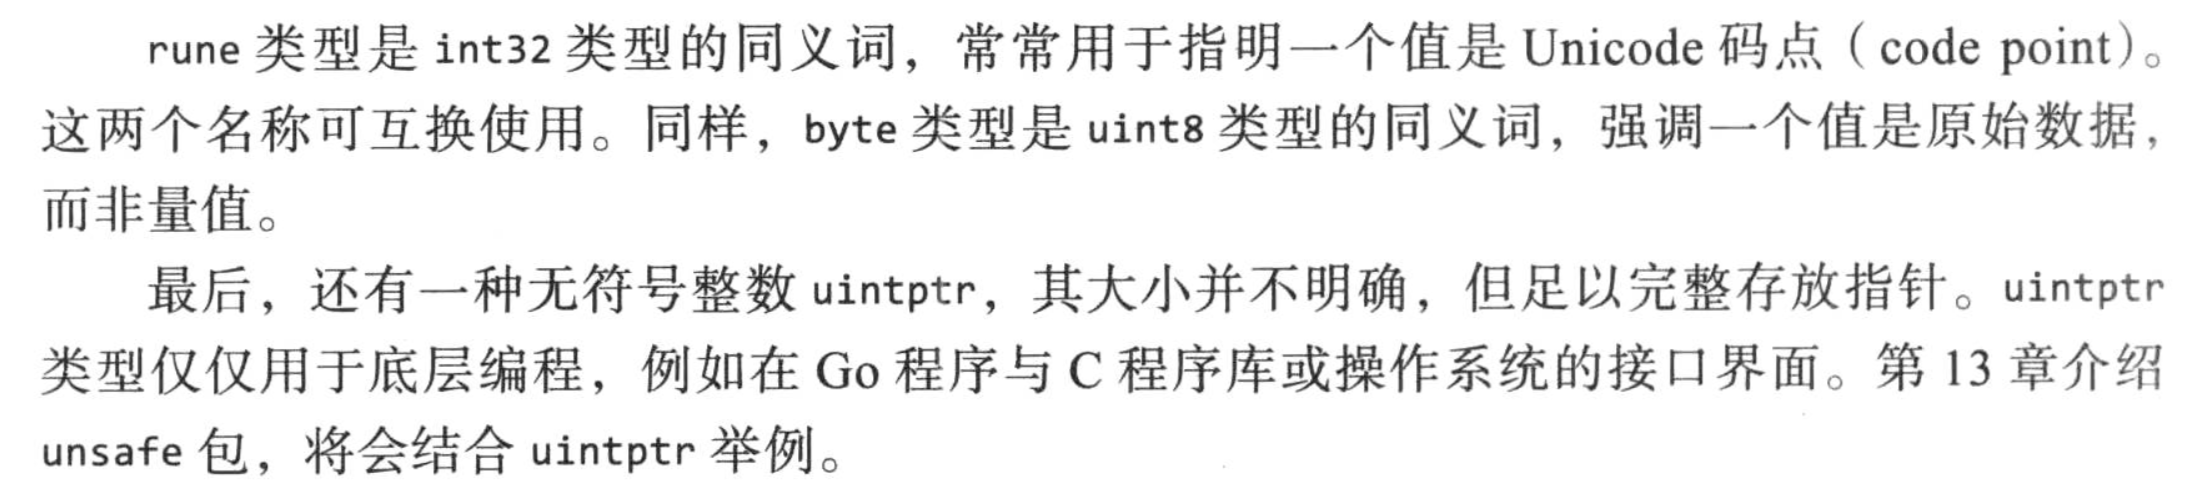 rune 类型是 int32 类型的同义词，常常用于指明一个值是 Unicode 码点（code point）。
这两个名称可互换使用。同样，byte 类型是 uint8 类型的同义词，强调一个值是原始数据，
而非量值。
最后，还有一种无符号整数 uintptr，其大小并不明确，但足以完整存放指针。uintptr
类型仅仅用于底层编程，例如在 Go 程序与 C 程序库或操作系统的接口界面。第 13 章介绍
unsafe 包，将会结合 uintptr 举例。